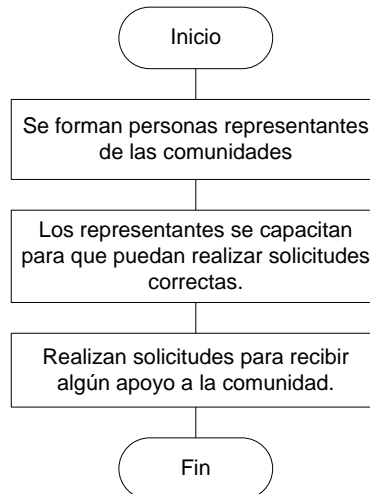 Inicio
Se forman personas representantes
de las comunidades
Los representantes se capacitan
para que puedan realizar solicitudes
correctas.
Realizan solicitudes para recibir
algún apoyo a la comunidad.
Fin